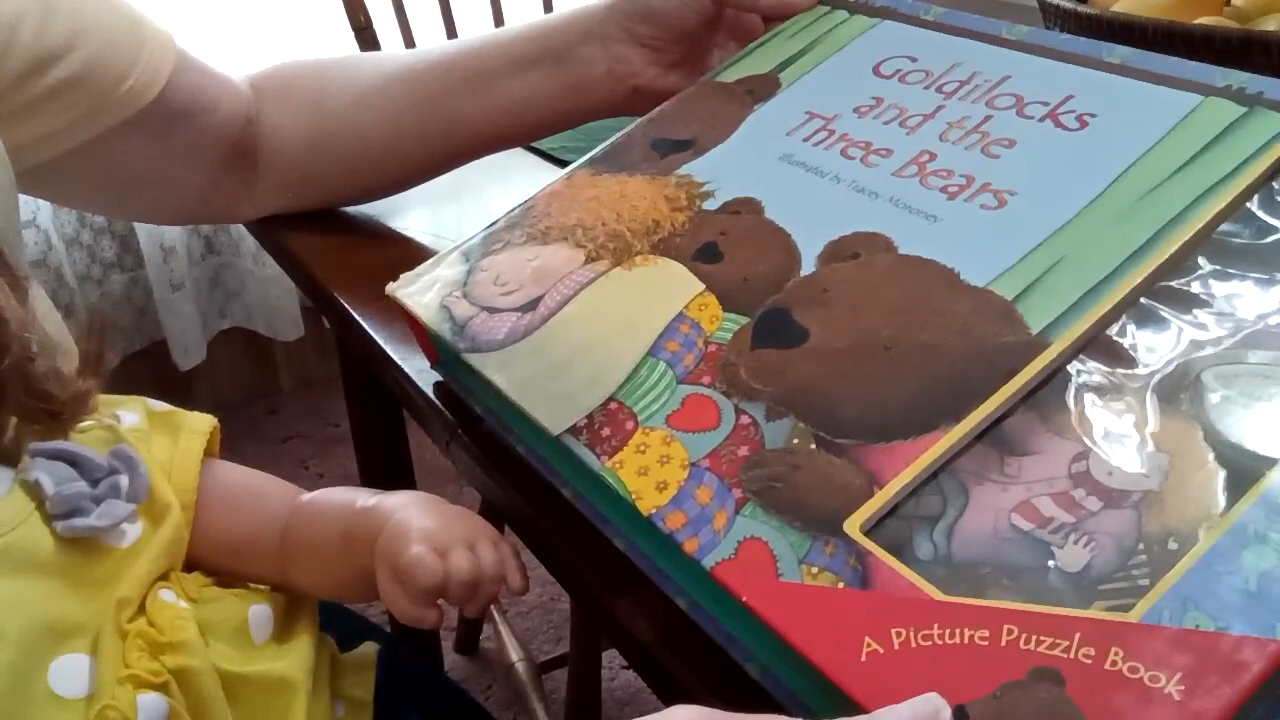 Goldilocks
and the
Three Bears
Illustrated by Tracey Moroney
A Picture Puzzle Book